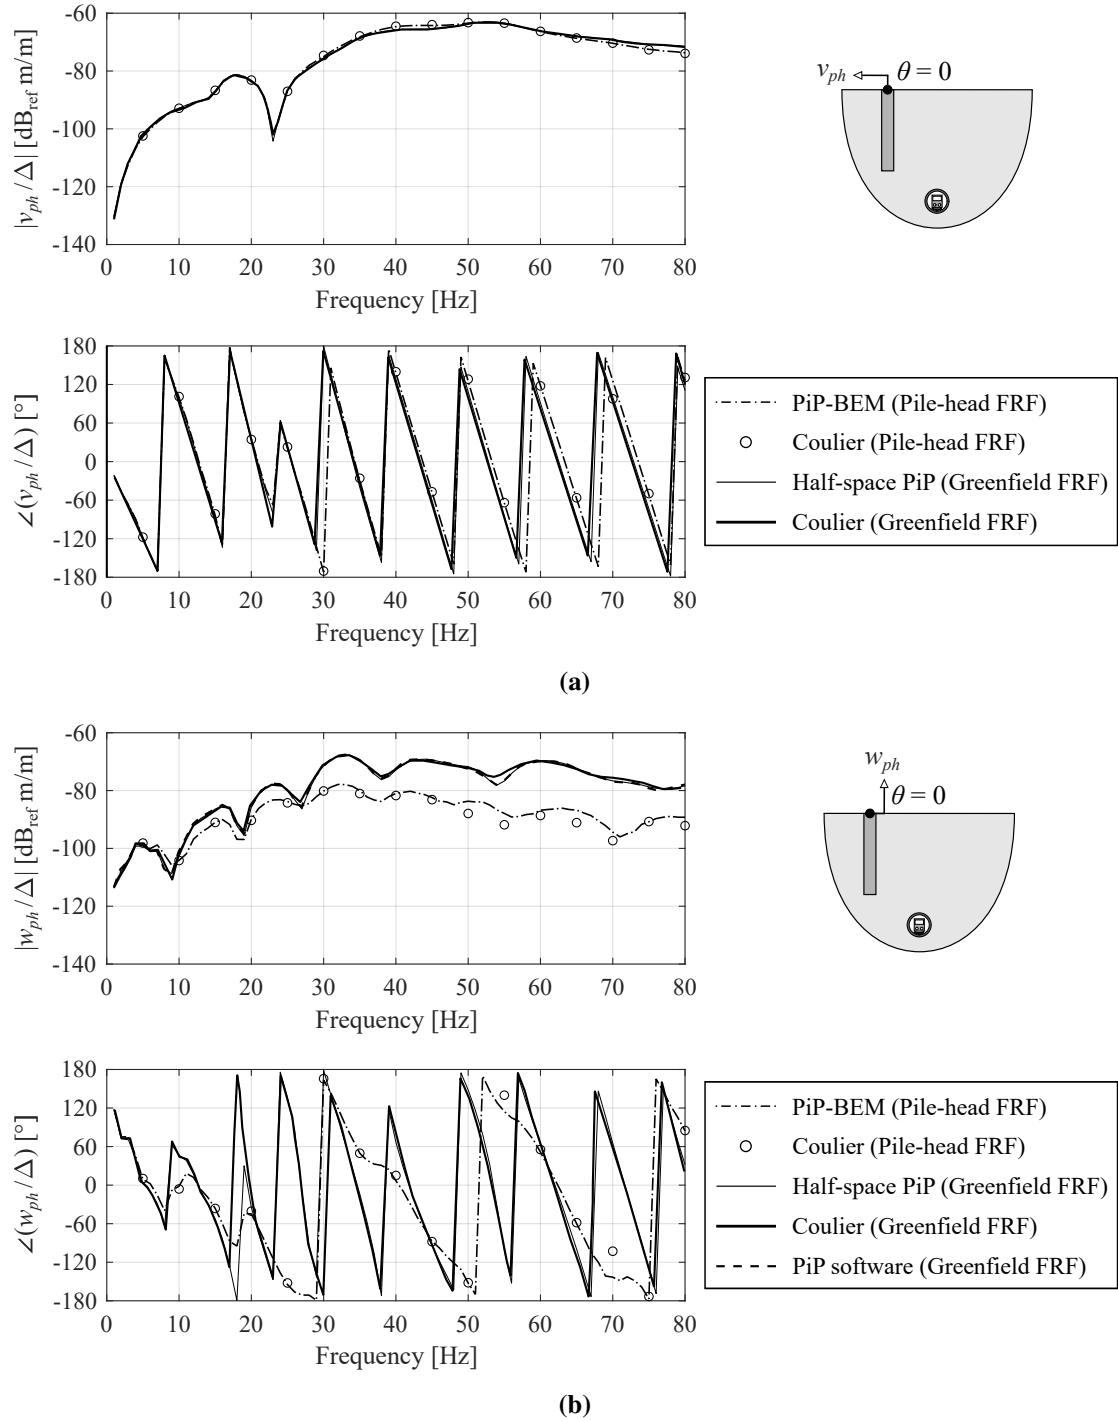 -60
-80
-100
-120
-140
|v_ph / Δ| [dB_ref m/m]
0 10 20 30 40 50 60 70 80
Frequency [Hz]
v_ph θ = 0
180
120
60
0
-60
-120
-180
∠(v_ph / Δ) [°]
0 10 20 30 40 50 60 70 80
Frequency [Hz]
PiP-BEM (Pile-head FRF)
Coulier (Pile-head FRF)
Half-space PiP (Greenfield FRF)
Coulier (Greenfield FRF)
(a)
-60
-80
-100
-120
-140
|w_ph / Δ| [dB_ref m/m]
0 10 20 30 40 50 60 70 80
Frequency [Hz]
w_ph
θ = 0
180
120
60
0
-60
-120
-180
∠(w_ph / Δ) [°]
0 10 20 30 40 50 60 70 80
Frequency [Hz]
PiP-BEM (Pile-head FRF)
Coulier (Pile-head FRF)
Half-space PiP (Greenfield FRF)
Coulier (Greenfield FRF)
PiP software (Greenfield FRF)
(b)